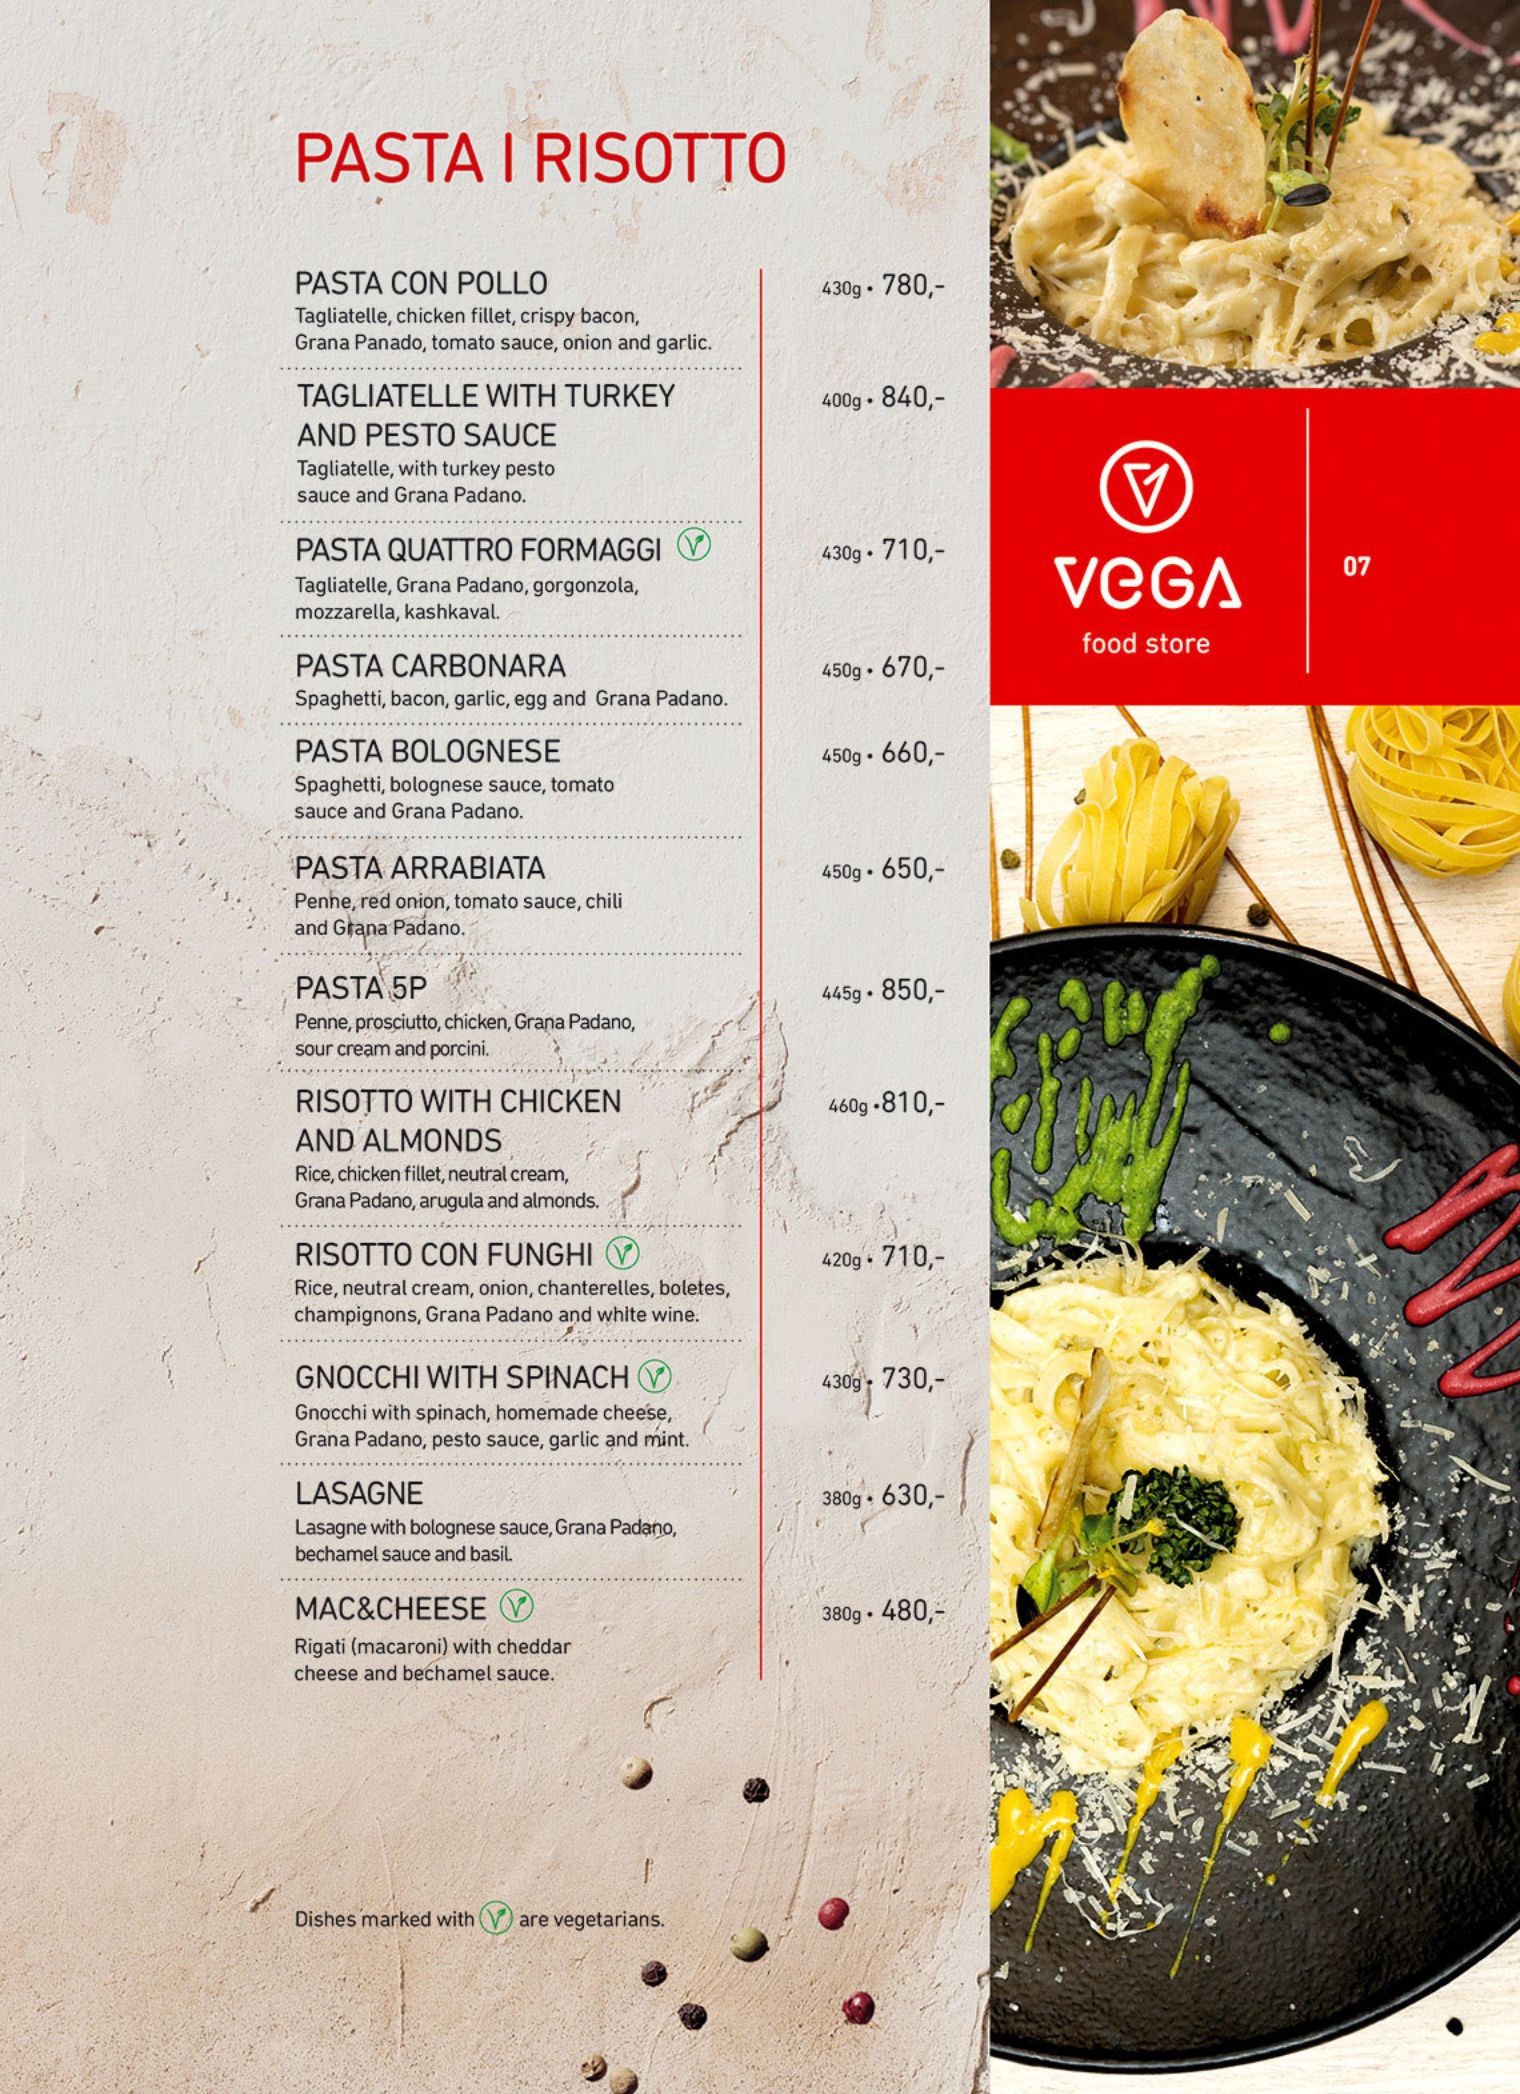 PASTA I RISOTTO
PASTA CON POLLO
430g • 780,-
Tagliatelle, chicken fillet, crispy bacon,
Grana Panado, tomato sauce, onion and garlic.
TAGLIATELLE WITH TURKEY
400g • 840,-
AND PESTO SAUCE
Tagliatelle, with turkey pesto
sauce and Grana Padano.
PASTA QUATTRO FORMAGGI V
430g • 710,-
Tagliatelle, Grana Padano, gorgonzola,
mozzarella, kashkaval.
PASTA CARBONARA
450g • 670,-
Spaghetti, bacon, garlic, egg and Grana Padano.
PASTA BOLOGNESE
450g • 660,-
Spaghetti, bolognese sauce, tomato
sauce and Grana Padano.
PASTA ARRABIATA
450g • 650,-
Penne, red onion, tomato sauce, chili
and Grana Padano.
PASTA 5P
445g • 850,-
Penne, prosciutto, chicken, Grana Padano,
sour cream and porcini.
RISOTTO WITH CHICKEN
460g •810,-
AND ALMONDS
Rice, chicken fillet, neutral cream,
Grana Padano, arugula and almonds.
RISOTTO CON FUNGHI V
420g • 710,-
Rice, neutral cream, onion, chanterelles, boletes,
champignons, Grana Padano and white wine.
GNOCCHI WITH SPINACH V
430g • 730,-
Gnocchi with spinach, homemade cheese,
Grana Padano, pesto sauce, garlic and mint.
LASAGNE
380g • 630,-
Lasagne with bolognese sauce, Grana Padano,
bechamel sauce and basil.
MAC&CHEESE V
380g • 480,-
Rigati (macaroni) with cheddar
cheese and bechamel sauce.
Dishes marked with V are vegetarians.
VEGA
food store
07